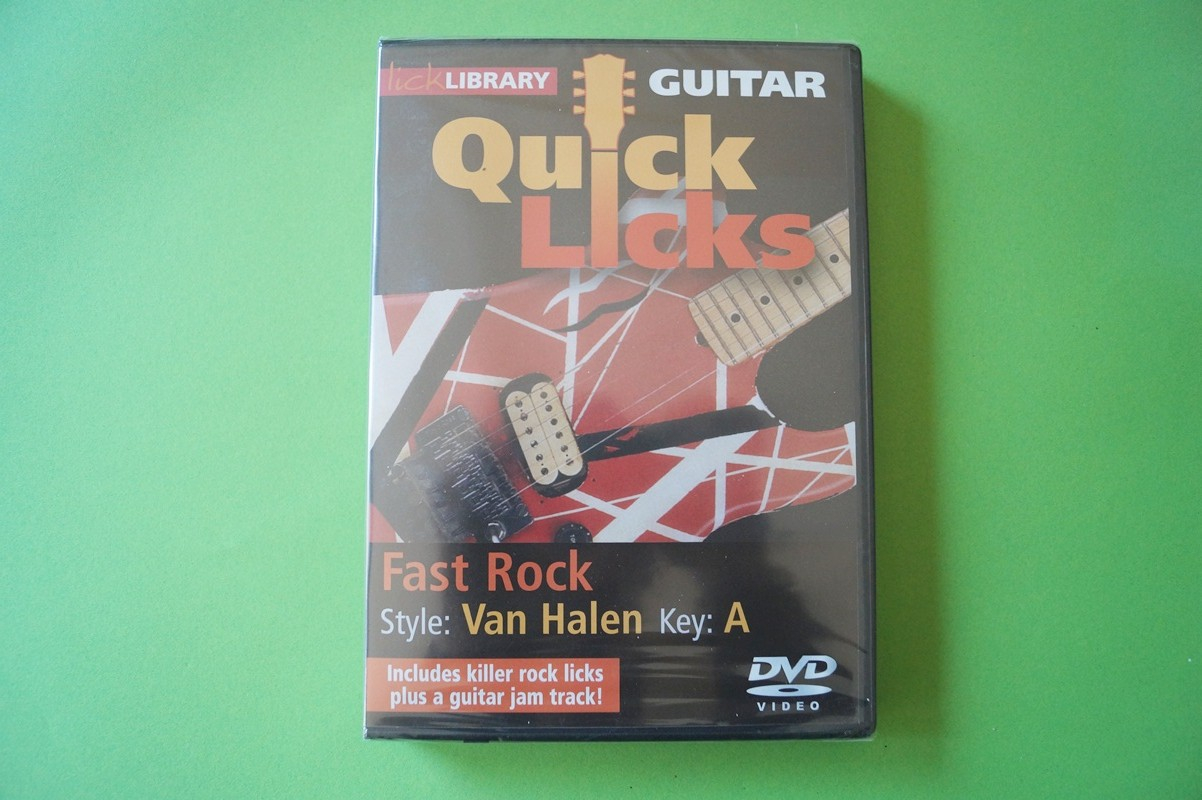 lickLIBRARY
GUITAR
Quick
Licks
Fast Rock
Style: Van Halen Key: A
Includes killer rock licks
plus a guitar jam track!
DVD
VIDEO